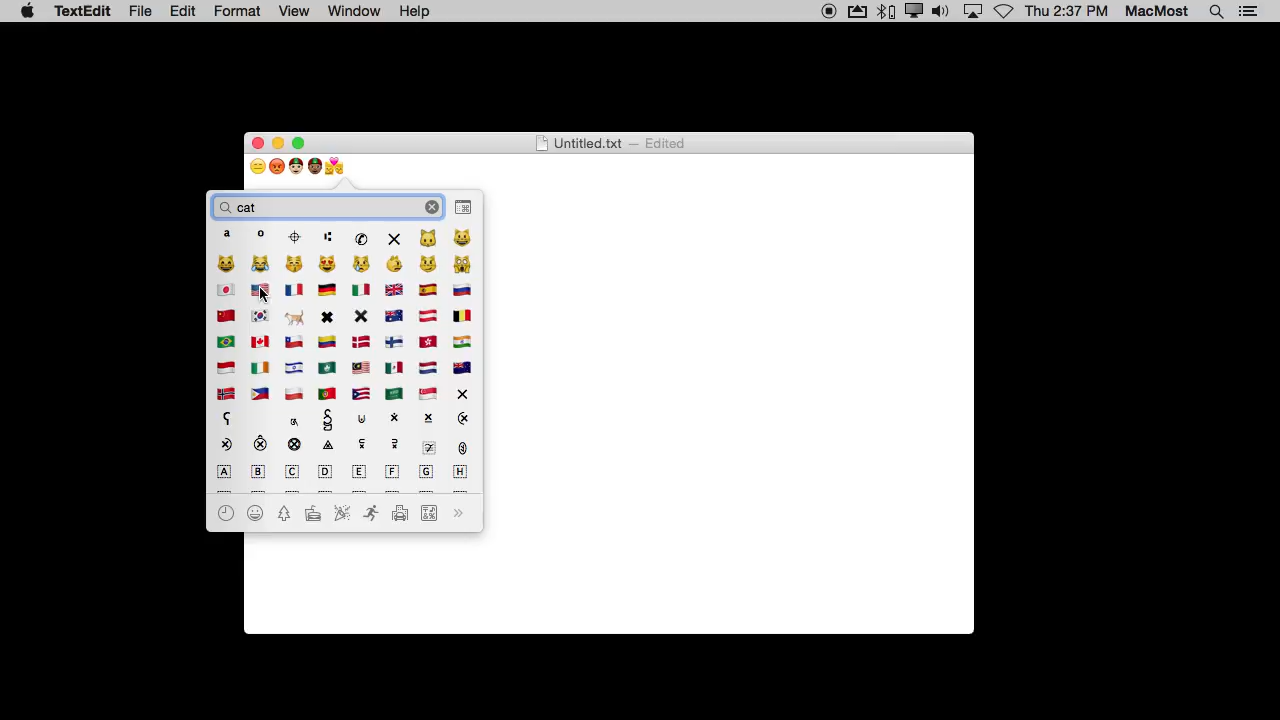 TextEdit File Edit Format View Window Help Thu 2:37 PM MacMost
Untitled.txt — Edited
cat
a o
A B C D E F G H